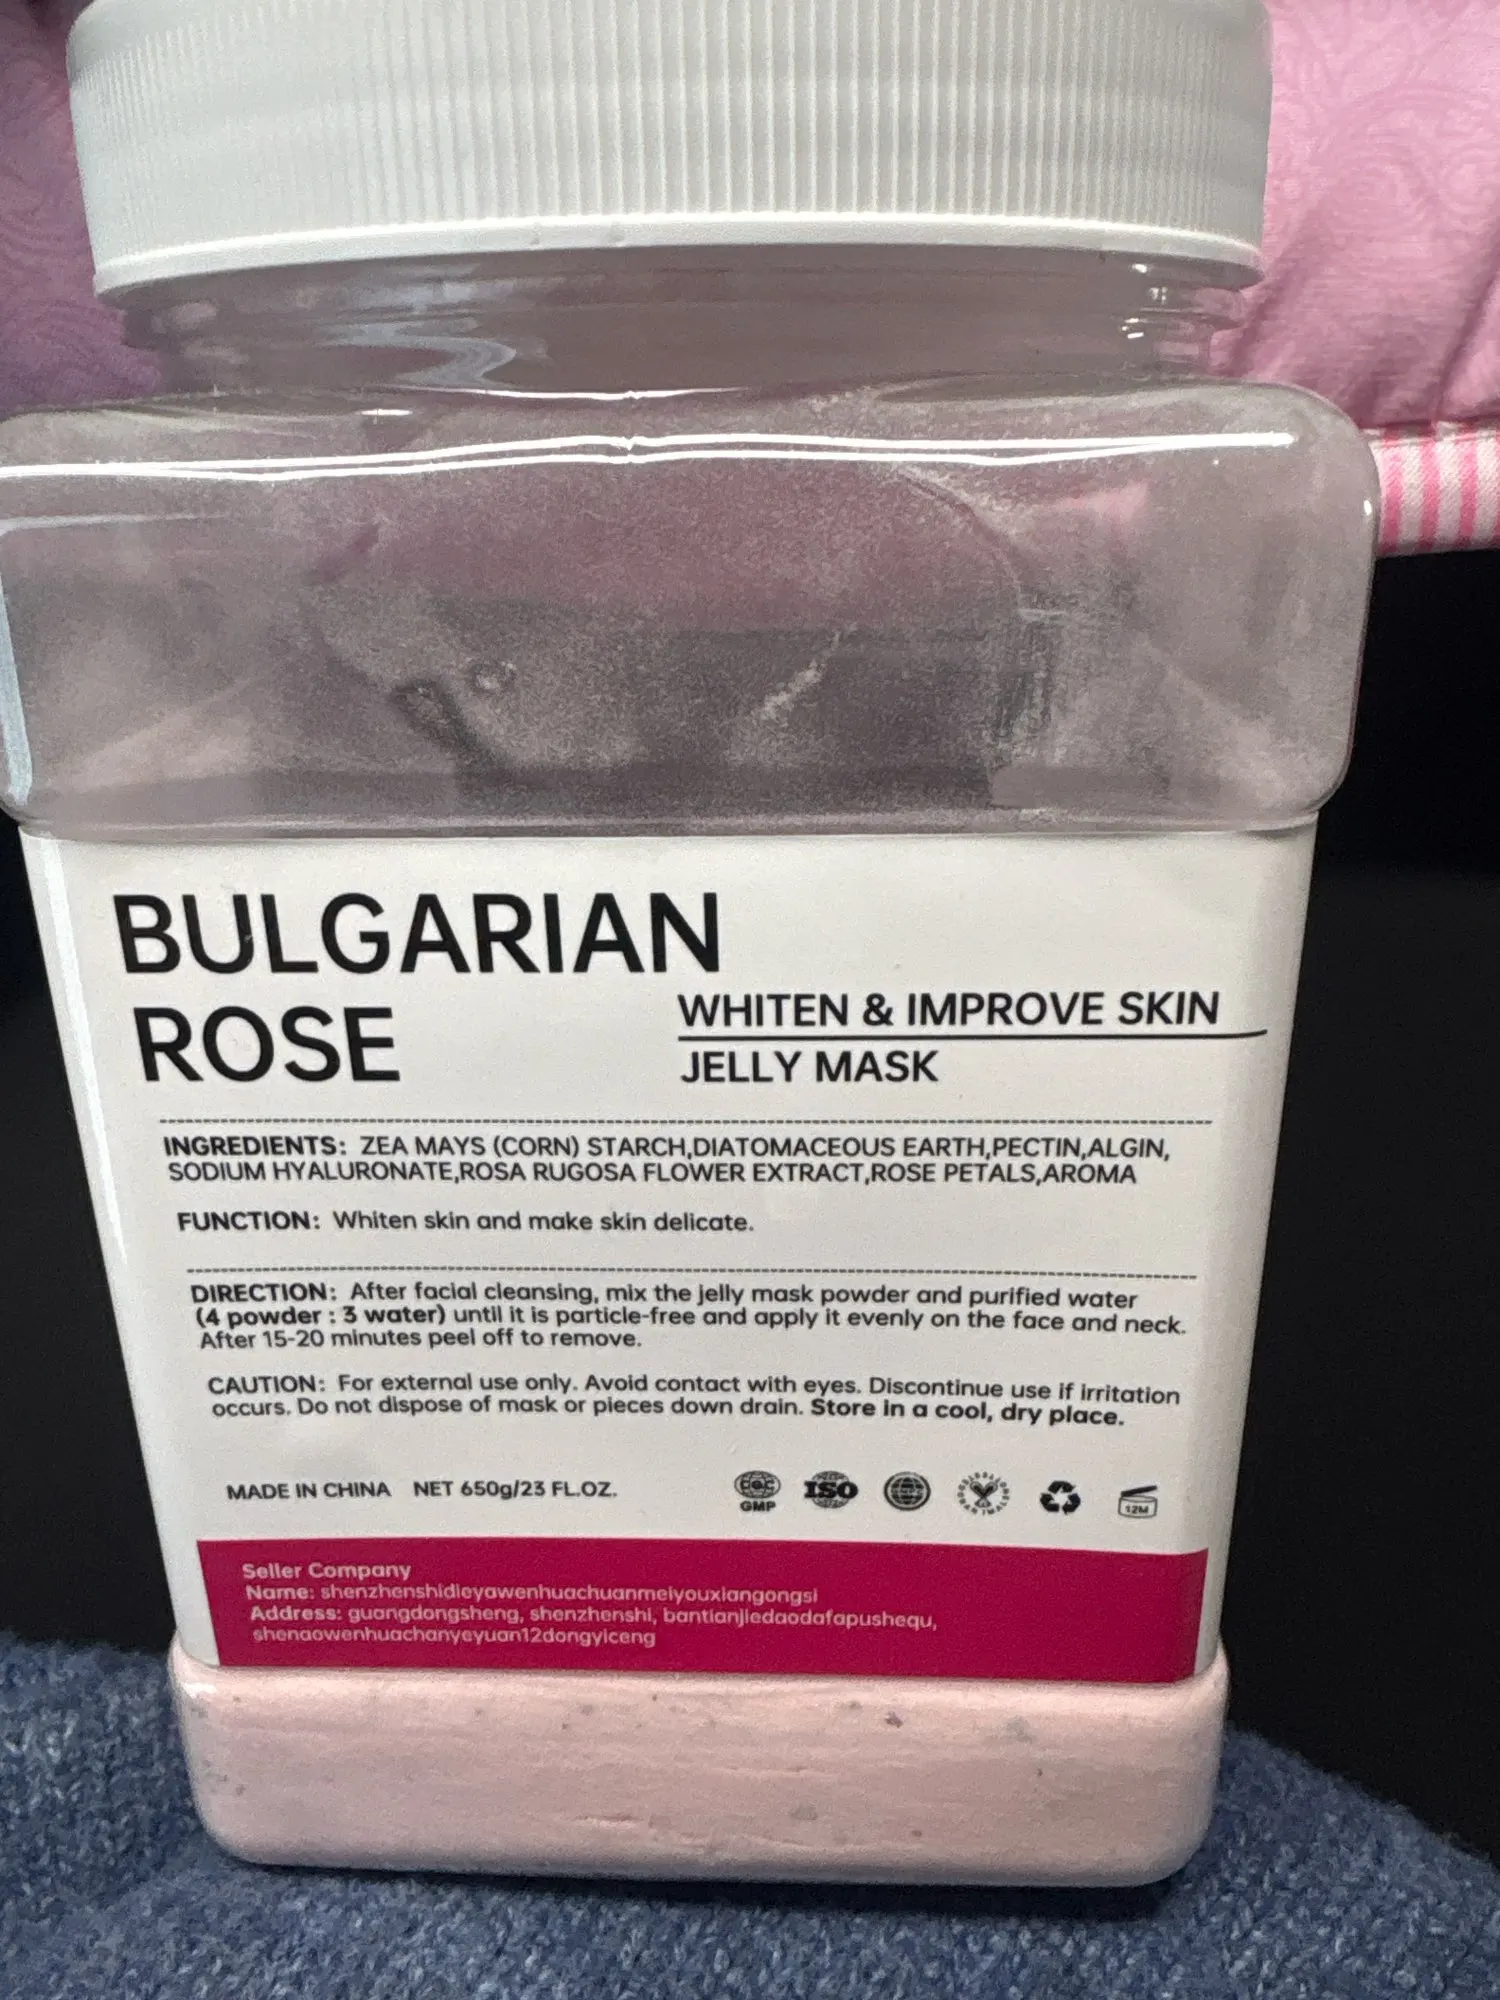 BULGARIAN
ROSE
WHITEN & IMPROVE SKIN
JELLY MASK
INGREDIENTS: ZEA MAYS (CORN) STARCH,DIATOMACEOUS EARTH,PECTIN,ALGIN,
SODIUM HYALURONATE,ROSA RUGOSA FLOWER EXTRACT,ROSE PETALS,AROMA
FUNCTION: Whiten skin and make skin delicate.
DIRECTION: After facial cleansing, mix the jelly mask powder and purified water
(4 powder : 3 water) until it is particle-free and apply it evenly on the face and neck.
After 15-20 minutes peel off to remove.
CAUTION: For external use only. Avoid contact with eyes. Discontinue use if irritation
occurs. Do not dispose of mask or pieces down drain. Store in a cool, dry place.
MADE IN CHINA NET 650g/23 FL.OZ.
GMP ISO 12M
Seller Company
Name: shenzhenshidieyawenhuachuanmeiyouxiangongsi
Address: guangdongsheng, shenzhenshi, bantianjiedaodafapushequ,
shenaowenhuachanyeyuan12dongyiceng